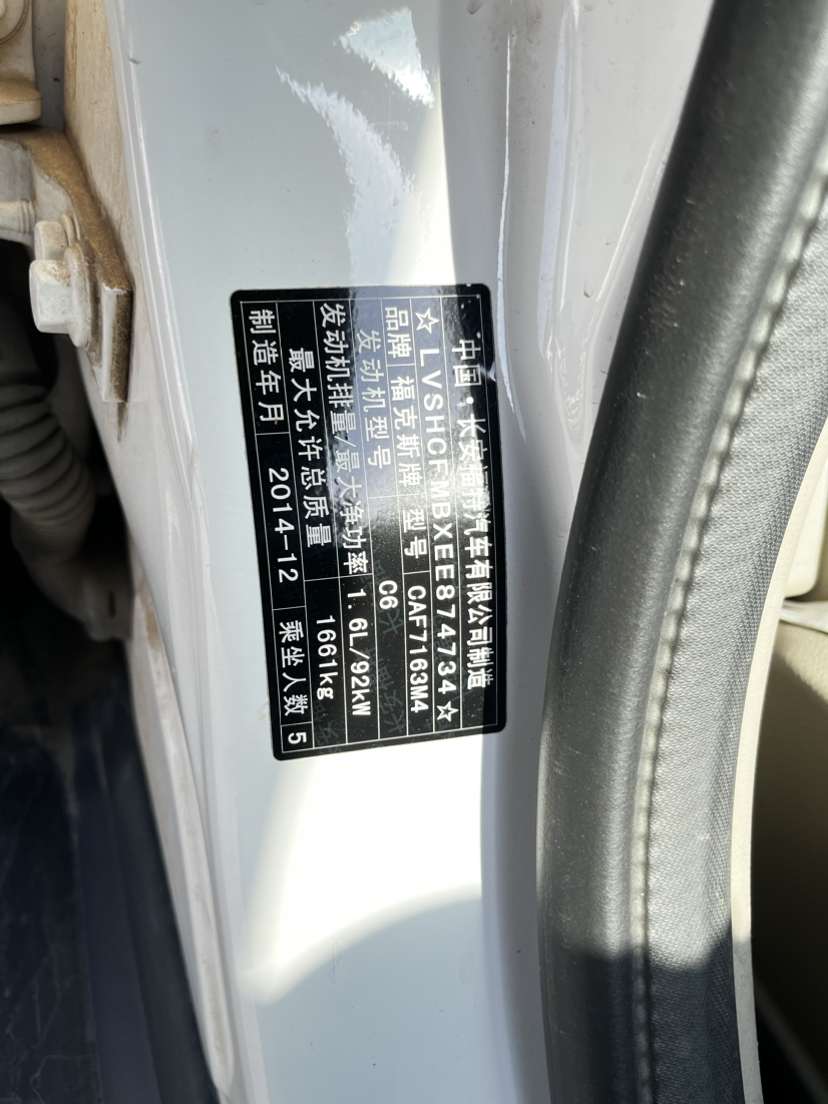 中国·长安福特汽车有限公司制造
☆LVSHCFMBXEE874734☆
品牌 福克斯牌 型号 CAF7163M4
发动机型号 C6
发动机排量/最大净功率 1.6L/92kW
最大允许总质量 1661kg
制造年月 2014-12 乘坐人数 5